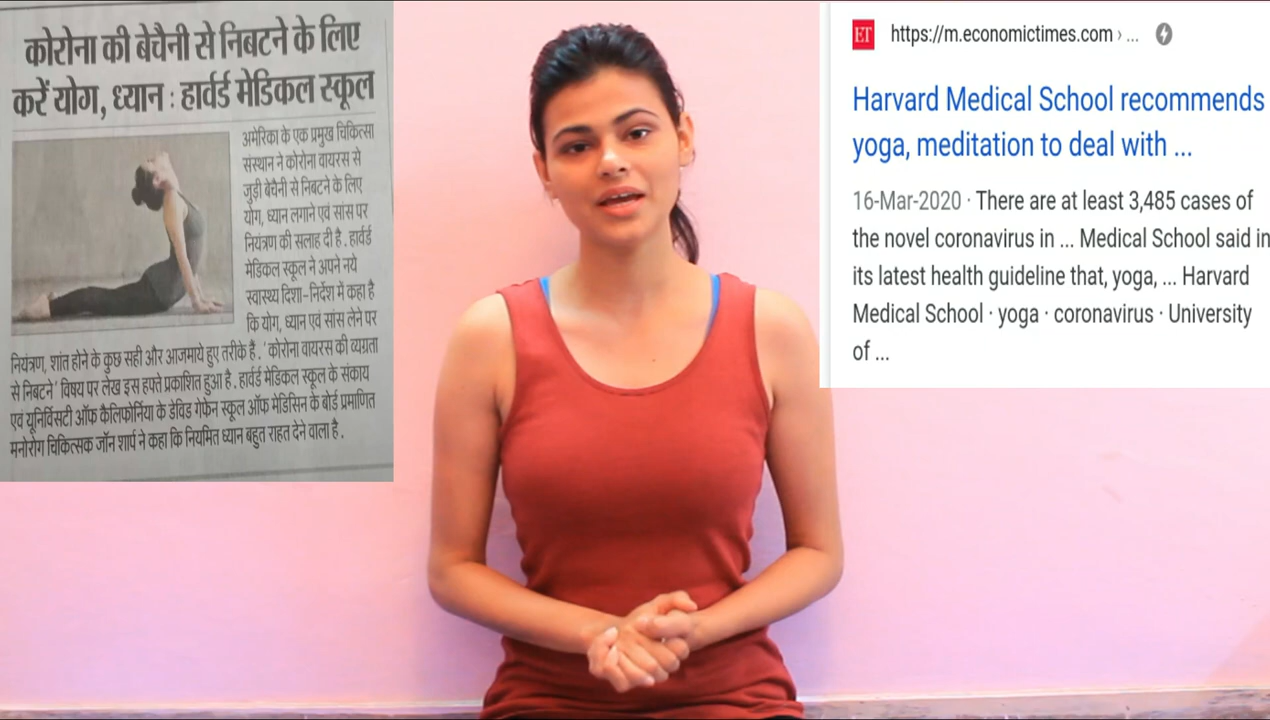 कोरोना की बेचैनी से निबटने के लिए
करें योग, ध्यान : हार्वर्ड मेडिकल स्कूल
अमेरिका के एक प्रमुख चिकित्सा
संस्थान ने कोरोना वायरस से
जुड़ी बेचैनी से निबटने के लिए
योग, ध्यान लगाने एवं सांस पर
नियंत्रण की सलाह दी है. हार्वर्ड
मेडिकल स्कूल ने अपने नये
स्वास्थ्य दिशा-निर्देश में कहा है
कि योग, ध्यान एवं सांस लेने पर
नियंत्रण, शांत होने के कुछ सही और आजमाये हुए तरीके है. 'कोरोना वायरस की व्यग्रता
से निबटने' विषय पर लेख इस हफ्ते प्रकाशित हुआ है. हार्वर्ड मेडिकल स्कूल के संकाय
एवं यूनिर्विसटी ऑफ कैलिफोर्निया के डेविड गेफेन स्कूल ऑफ मेडिसिन के बोर्ड प्रमाणित
मनोरोग चिकित्सक जॉन शार्प ने कहा कि नियमित ध्यान बहुत राहत देने वाला है.
ET https://m.economictimes.com › ...
Harvard Medical School recommends
yoga, meditation to deal with ...
16-Mar-2020 · There are at least 3,485 cases of
the novel coronavirus in ... Medical School said in
its latest health guideline that, yoga, ... Harvard
Medical School · yoga · coronavirus · University
of ...